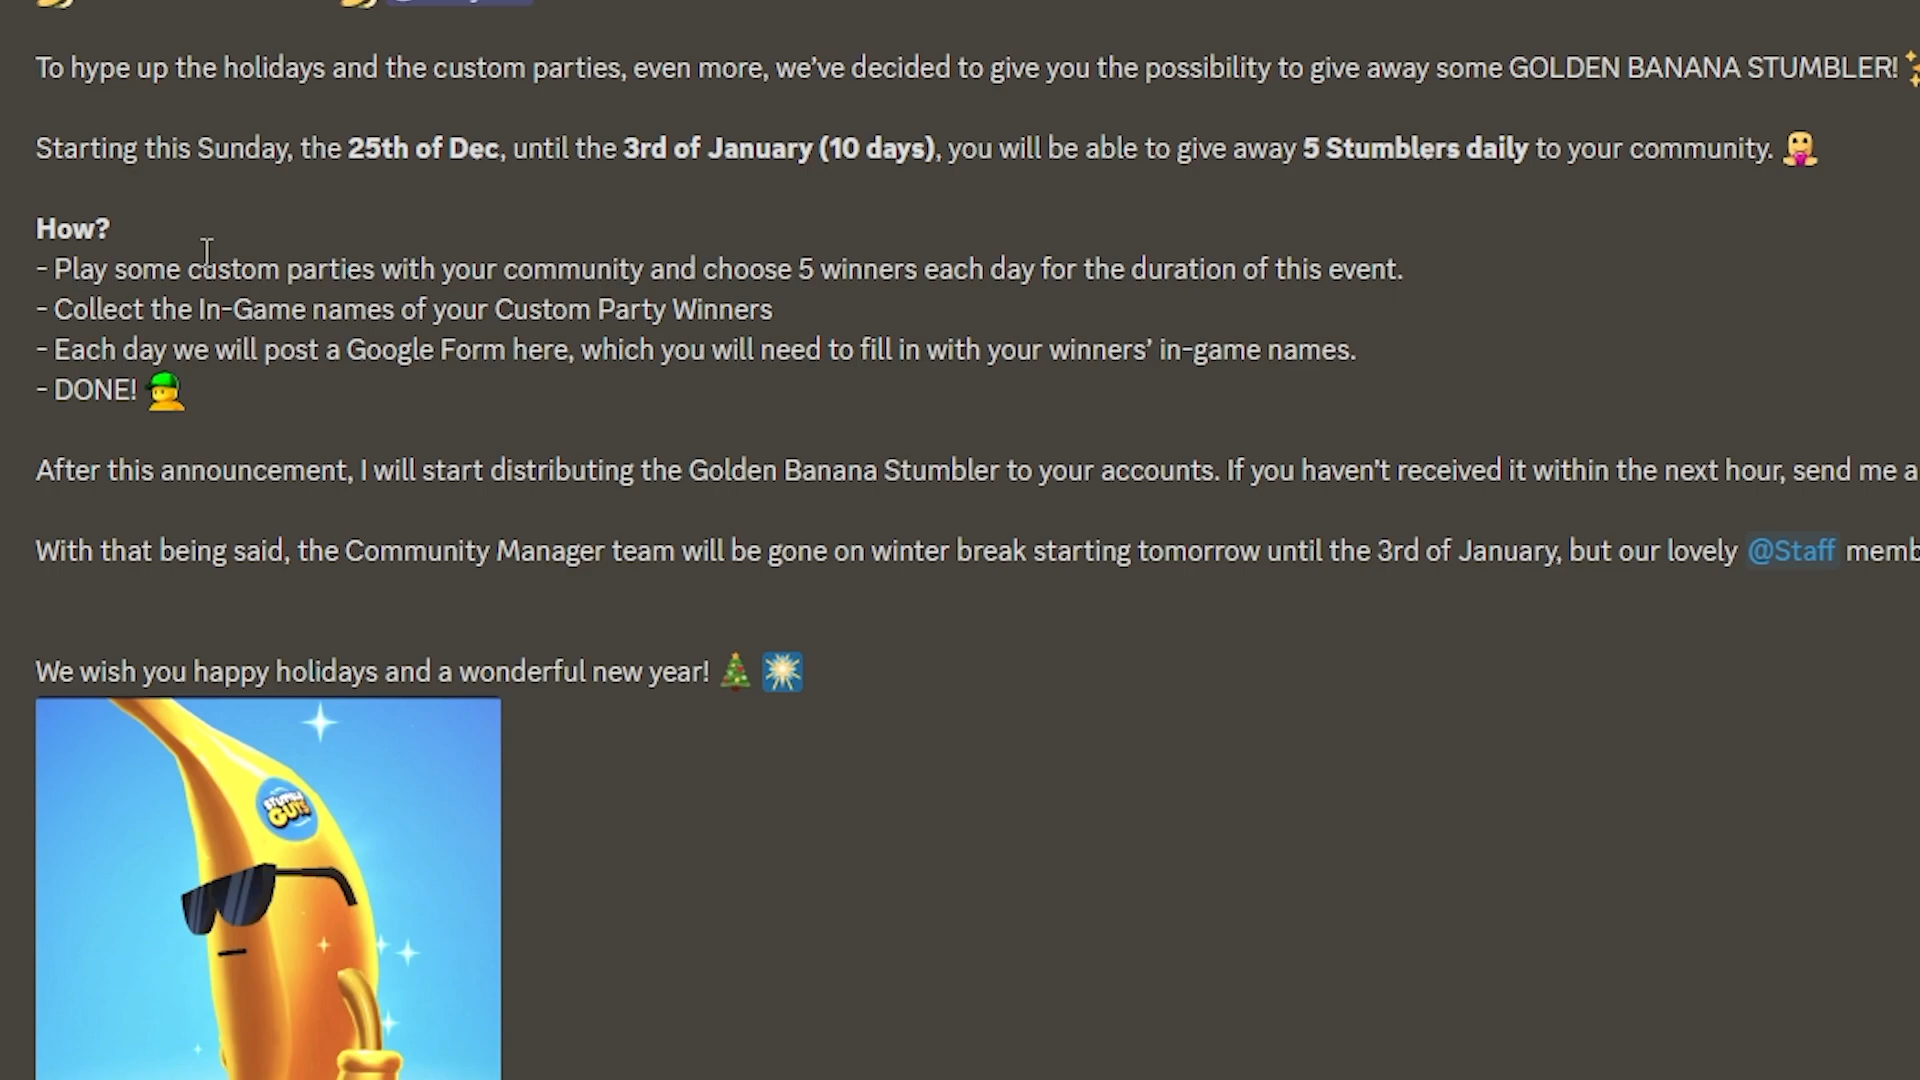 To hype up the holidays and the custom parties, even more, we've decided to give you the possibility to give away some GOLDEN BANANA STUMBLER!
Starting this Sunday, the 25th of Dec, until the 3rd of January (10 days), you will be able to give away 5 Stumblers daily to your community.
How?
- Play some custom parties with your community and choose 5 winners each day for the duration of this event.
- Collect the In-Game names of your Custom Party Winners
- Each day we will post a Google Form here, which you will need to fill in with your winners' in-game names.
- DONE!
After this announcement, I will start distributing the Golden Banana Stumbler to your accounts. If you haven't received it within the next hour, send me a
With that being said, the Community Manager team will be gone on winter break starting tomorrow until the 3rd of January, but our lovely @Staff memb
We wish you happy holidays and a wonderful new year!
STUMBLE
GUYS